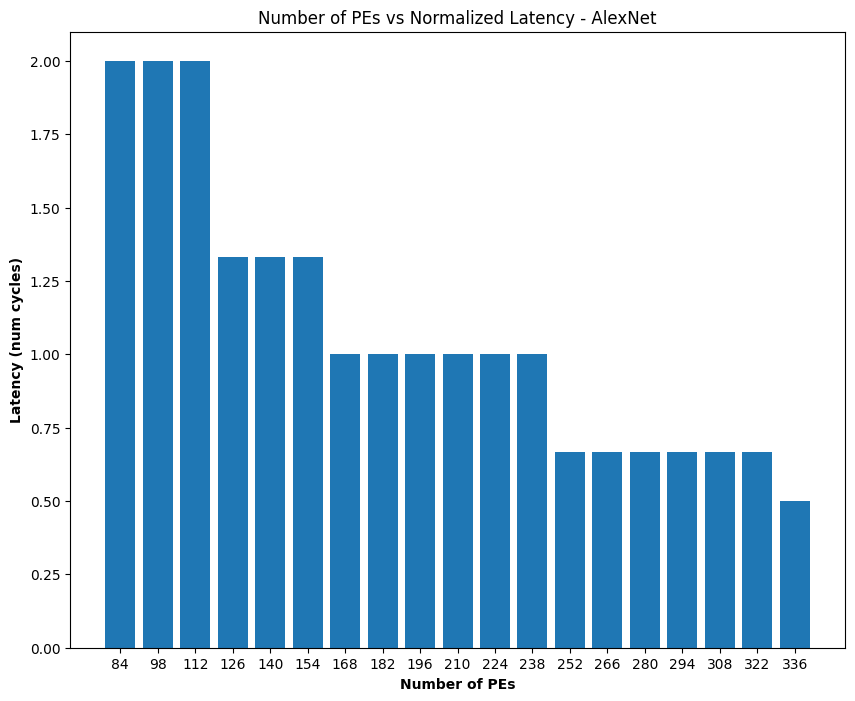 Number of PEs vs Normalized Latency - AlexNet
2.00
1.75
1.50
1.25
1.00
0.75
0.50
0.25
0.00
Latency (num cycles)
84 98 112 126 140 154 168 182 196 210 224 238 252 266 280 294 308 322 336
Number of PEs